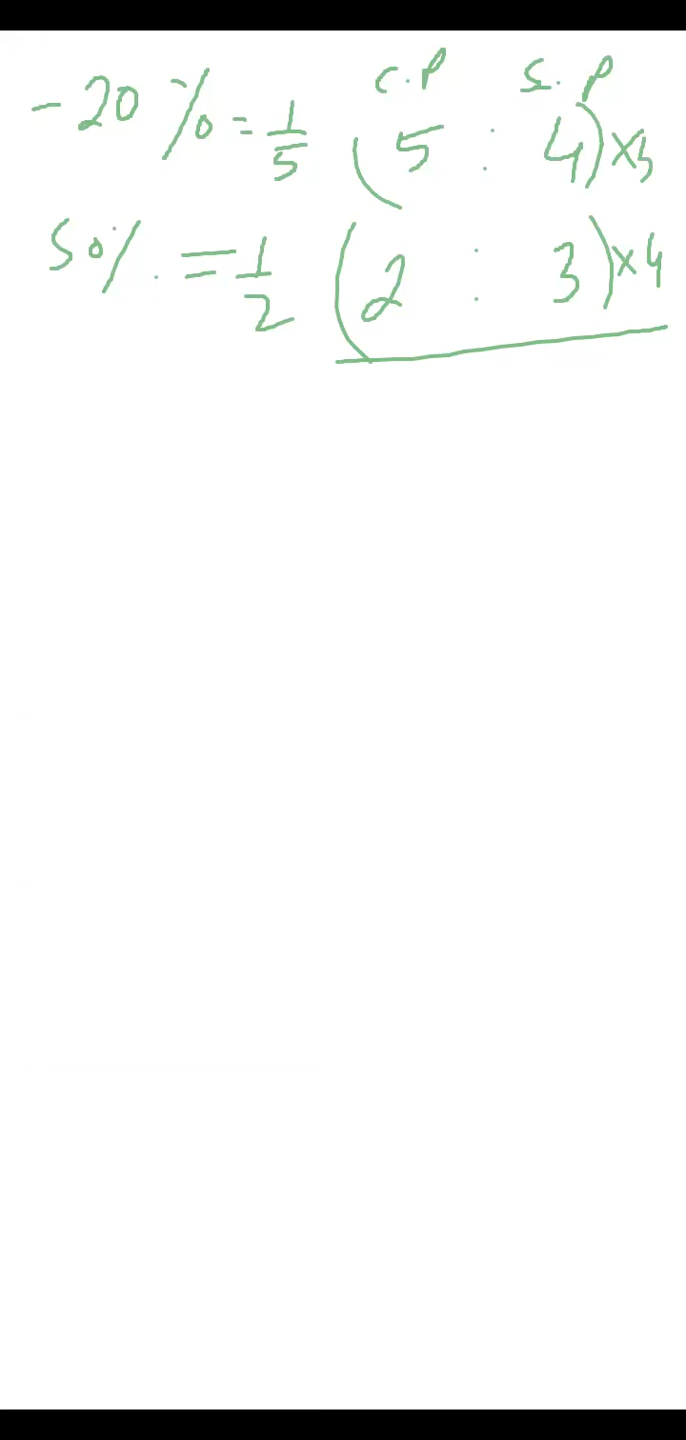 C.P S.P
-20% = 1/5 (5 : 4) ×3
50%. = 1/2 (2 : 3) ×4